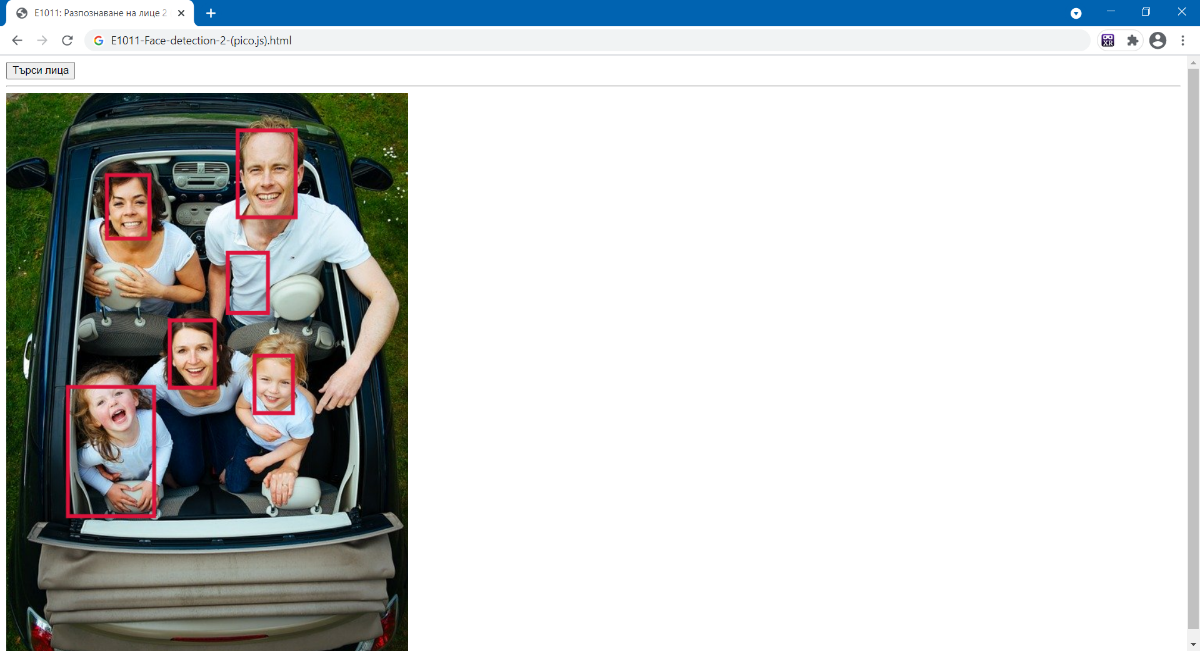 E1011: Разпознаване на лице 2
E1011-Face-detection-2-(pico.js).html
Търси лица